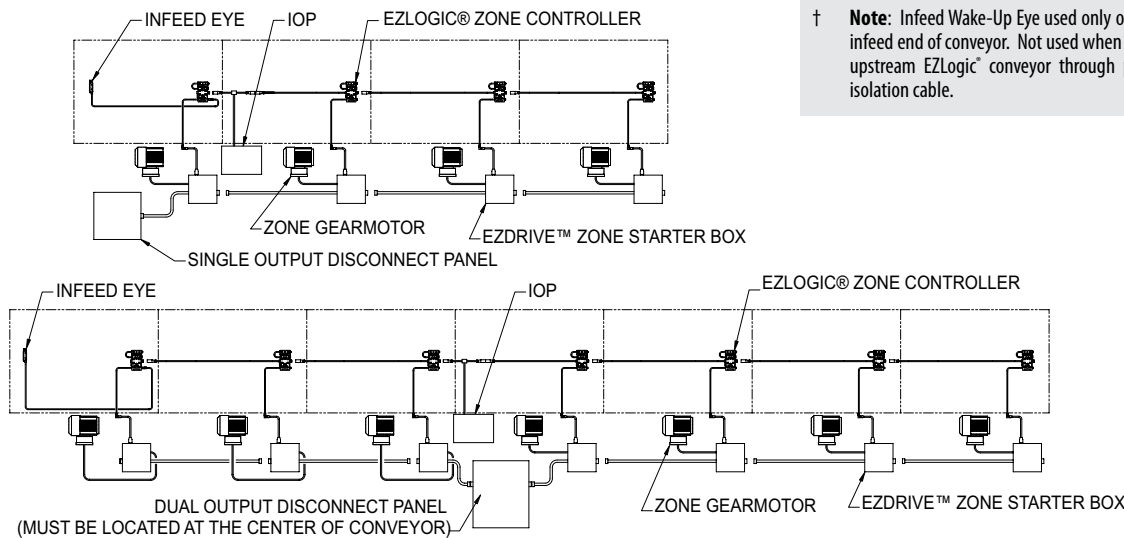 INFEED EYE
IOP
EZLOGIC® ZONE CONTROLLER
† Note: Infeed Wake-Up Eye used only
infeed end of conveyor. Not used when
upstream EZLogic® conveyor through
isolation cable.
ZONE GEARMOTOR
EZDRIVE™ ZONE STARTER BOX
SINGLE OUTPUT DISCONNECT PANEL
INFEED EYE
IOP
EZLOGIC® ZONE CONTROLLER
DUAL OUTPUT DISCONNECT PANEL
(MUST BE LOCATED AT THE CENTER OF CONVEYOR)
ZONE GEARMOTOR
EZDRIVE™ ZONE STARTER BOX